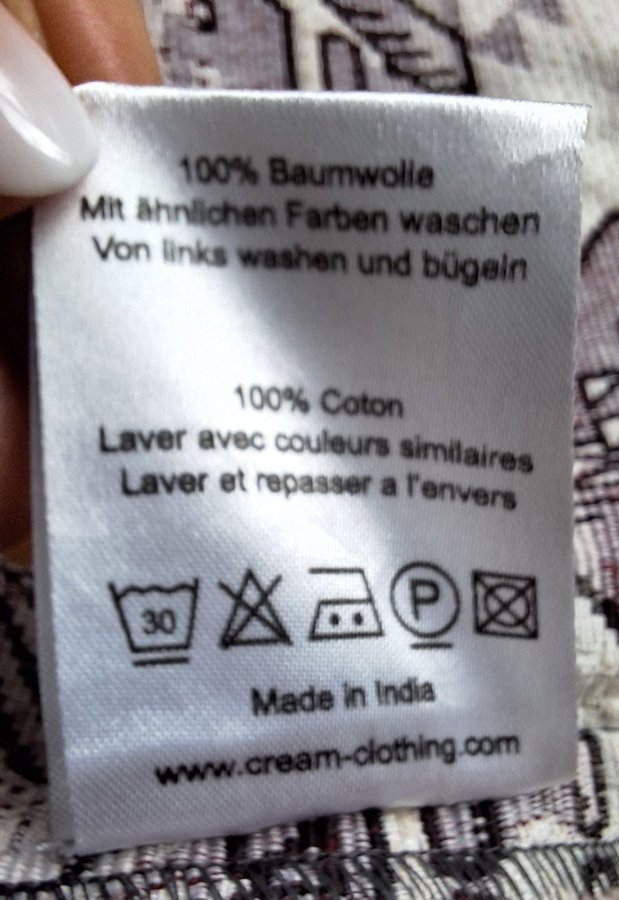 100% Baumwolle
Mit ähnlichen Farben waschen
Von links washen und bügeln
100% Coton
Laver avec couleurs similaires
Laver et repasser a l'envers
30 P
Made in India
www.cream-clothing.com